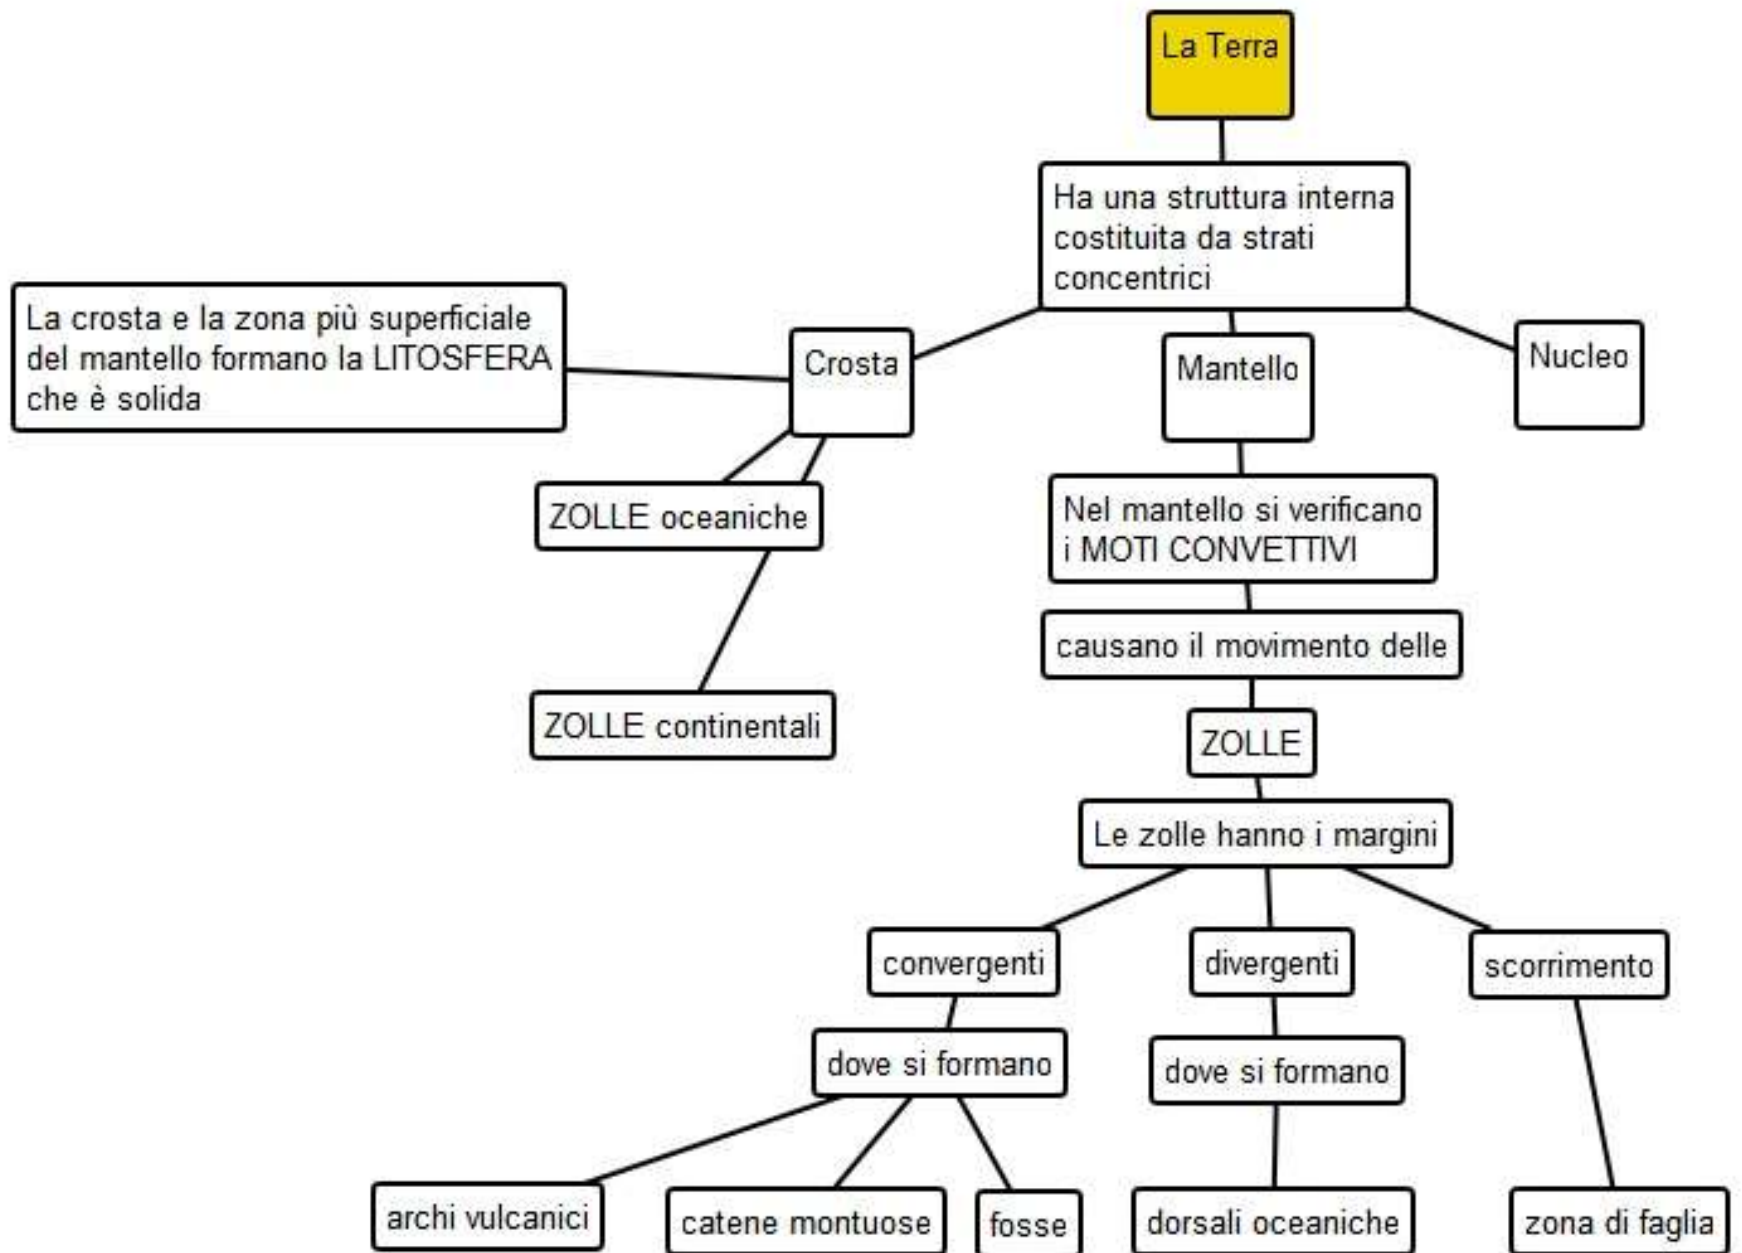 La Terra
Ha una struttura interna
costituita da strati
concentrici
La crosta e la zona più superficiale
del mantello formano la LITOSFERA
che è solida
Crosta
Mantello
Nucleo
ZOLLE oceaniche
Nel mantello si verificano
i MOTI CONVETTIVI
causano il movimento delle
ZOLLE continentali
ZOLLE
Le zolle hanno i margini
convergenti
divergenti
scorrimento
dove si formano
dove si formano
archi vulcanici
catene montuose
fosse
dorsali oceaniche
zona di faglia